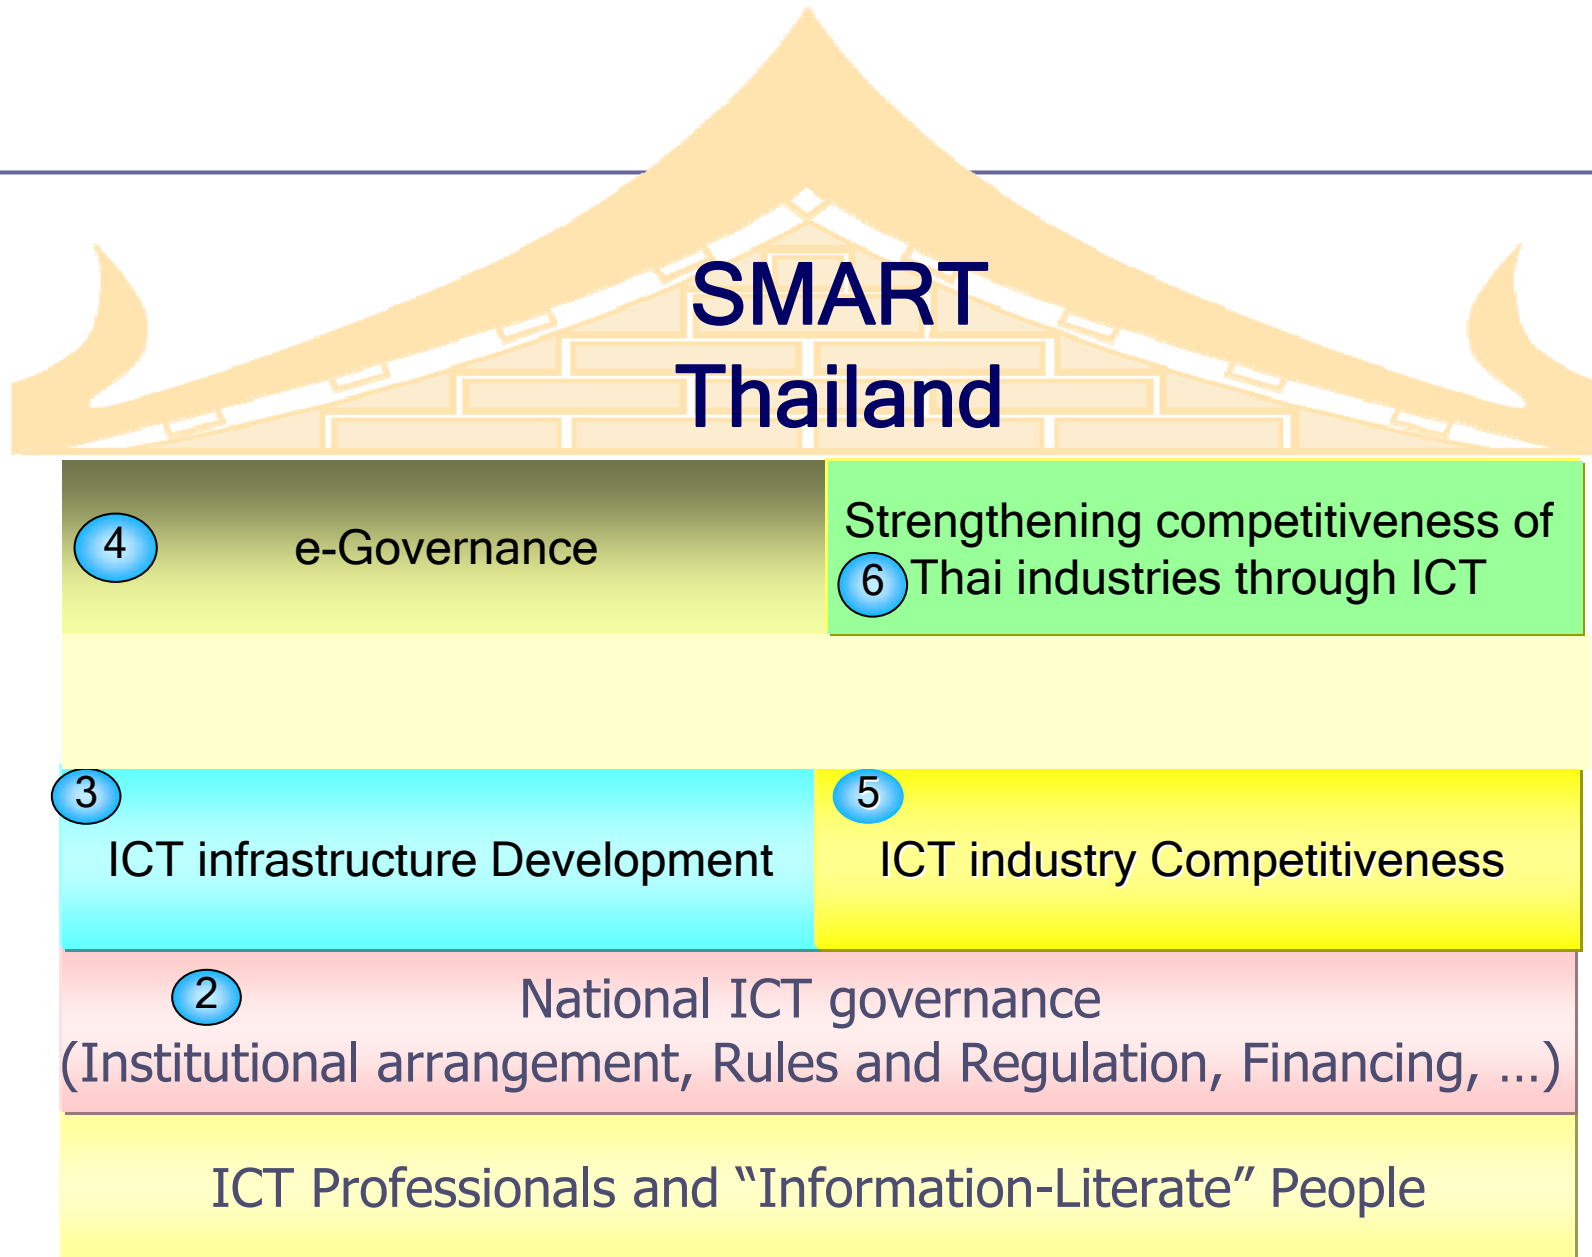 SMART
Thailand
4
e-Governance
Strengthening competitiveness of
6 Thai industries through ICT
3
5
ICT infrastructure Development
ICT industry Competitiveness
2
National ICT governance
(Institutional arrangement, Rules and Regulation, Financing, …)
ICT Professionals and “Information-Literate” People